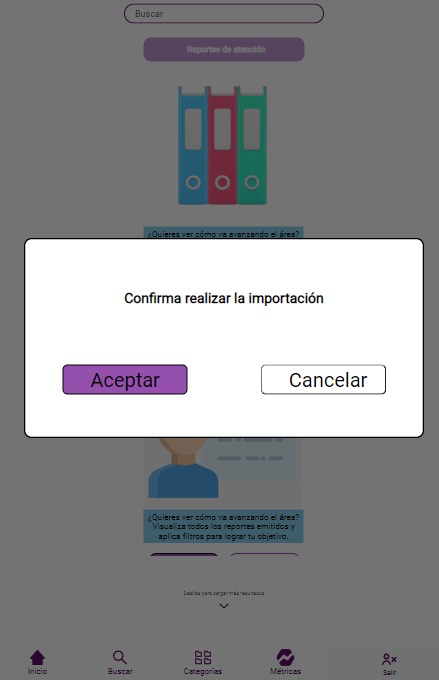 Buscar
Reportes de atención
¿Quieres ver cómo va avanzando el área?
Confirma realizar la importación
Aceptar
Cancelar
¿Quieres ver cómo va avanzando el área?
Visualiza todos los reportes emitidos y
aplica filtros para lograr tu objetivo.
Desliza para cargar más resultados
Inicio
Buscar
Categorías
Métricas
Salir